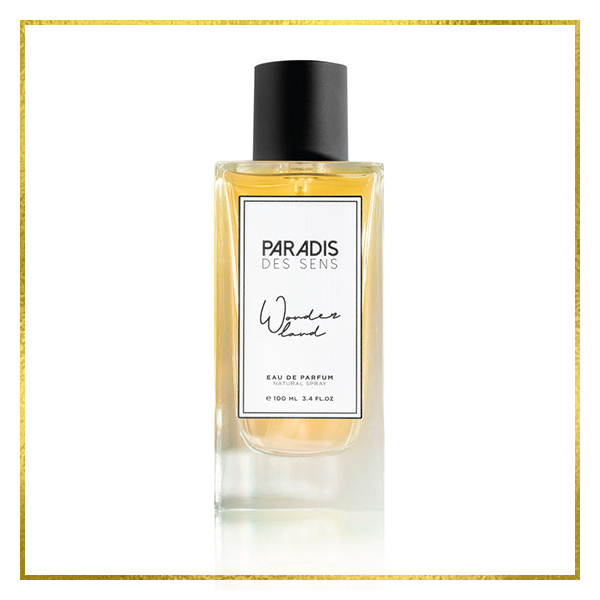 PARADIS
DES SENS
Wonder
land
EAU DE PARFUM
NATURAL SPRAY
e 100 ML 3.4 FL.OZ